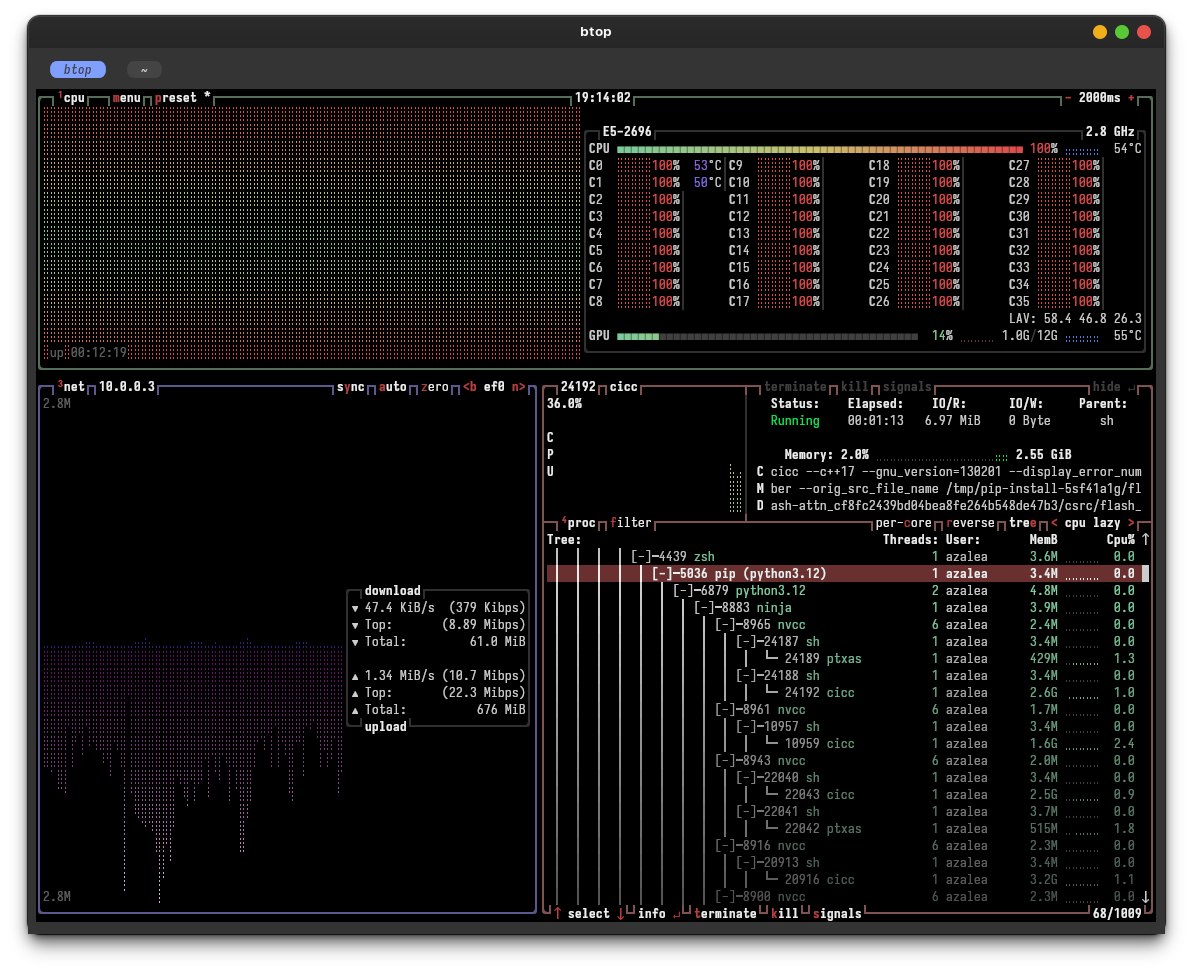 btop
btop ~
¹cpu menu preset * 19:14:02 - 2000ms +
E5-2696 2.8 GHz
CPU 100% 54°C
C0 100% 53°C C9 100% C18 100% C27 100%
C1 100% 50°C C10 100% C19 100% C28 100%
C2 100% C11 100% C20 100% C29 100%
C3 100% C12 100% C21 100% C30 100%
C4 100% C13 100% C22 100% C31 100%
C5 100% C14 100% C23 100% C32 100%
C6 100% C15 100% C24 100% C33 100%
C7 100% C16 100% C25 100% C34 100%
C8 100% C17 100% C26 100% C35 100%
LAV: 58.4 46.8 26.3
GPU 14% 1.0G/12G 55°C
up 00:12:19
³net 10.0.0.3 sync auto zero <b ef0 n>
2.8M
download
▼ 47.4 KiB/s (379 Kibps)
▼ Top: (8.89 Mibps)
▼ Total: 61.0 MiB
▲ 1.34 MiB/s (10.7 Mibps)
▲ Top: (22.3 Mibps)
▲ Total: 676 MiB
upload
2.8M
24192 cicc terminate kill signals hide ↵
36.0%
CPU
Status: Elapsed: IO/R: IO/W: Parent:
Running 00:01:13 6.97 MiB 0 Byte sh
Memory: 2.0% 2.55 GiB
C cicc --c++17 --gnu_version=130201 --display_error_num
M ber --orig_src_file_name /tmp/pip-install-5sf41a1g/fl
D ash-attn_cf8fc2439bd04bea8fe264b548de47b3/csrc/flash_
⁴proc filter per-core reverse tree < cpu lazy >
Tree: Threads: User: MemB Cpu% ↑
[-]─4439 zsh 1 azalea 3.6M 0.0
[-]─5036 pip (python3.12) 1 azalea 3.4M 0.0
[-]─6879 python3.12 2 azalea 4.8M 0.0
[-]─8883 ninja 1 azalea 3.9M 0.0
[-]─8965 nvcc 6 azalea 2.4M 0.0
[-]─24187 sh 1 azalea 3.4M 0.0
└─ 24189 ptxas 1 azalea 429M 1.3
[-]─24188 sh 1 azalea 3.4M 0.0
└─ 24192 cicc 1 azalea 2.6G 1.0
[-]─8961 nvcc 6 azalea 1.7M 0.0
[-]─10957 sh 1 azalea 3.4M 0.0
└─ 10959 cicc 1 azalea 1.6G 2.4
[-]─8943 nvcc 6 azalea 2.0M 0.0
[-]─22040 sh 1 azalea 3.4M 0.0
└─ 22043 cicc 1 azalea 2.5G 0.9
[-]─22041 sh 1 azalea 3.7M 0.0
└─ 22042 ptxas 1 azalea 515M 1.8
[-]─8916 nvcc 6 azalea 2.3M 0.0
[-]─20913 sh 1 azalea 3.4M 0.0
└─ 20916 cicc 1 azalea 3.2G 1.1
[-]─8900 nvcc 6 azalea 2.3M 0.0 ↓
↑ select ↓ info ↵ terminate kill signals 68/1009